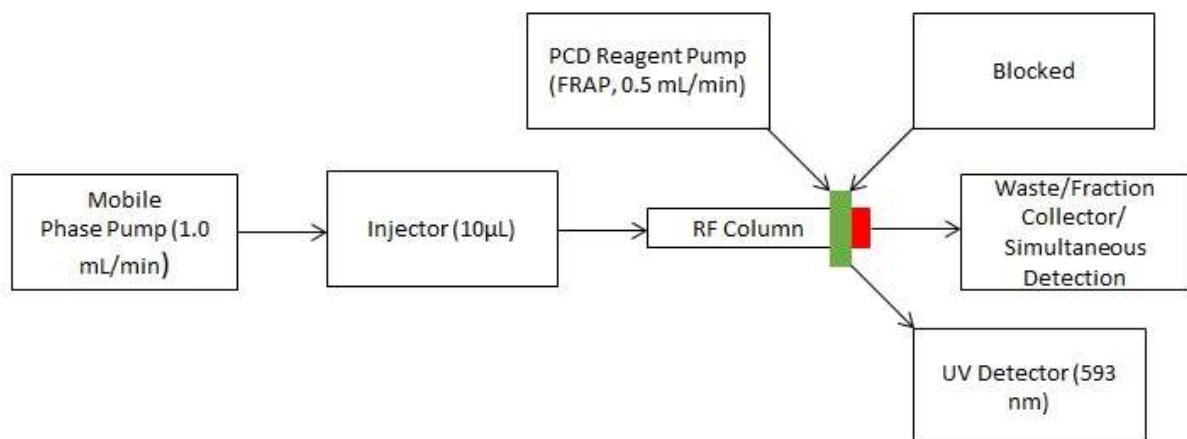 PCD Reagent Pump
(FRAP, 0.5 mL/min)
Blocked
Mobile
Phase Pump (1.0
mL/min)
Injector (10µL)
RF Column
Waste/Fraction
Collector/
Simultaneous
Detection
UV Detector (593
nm)